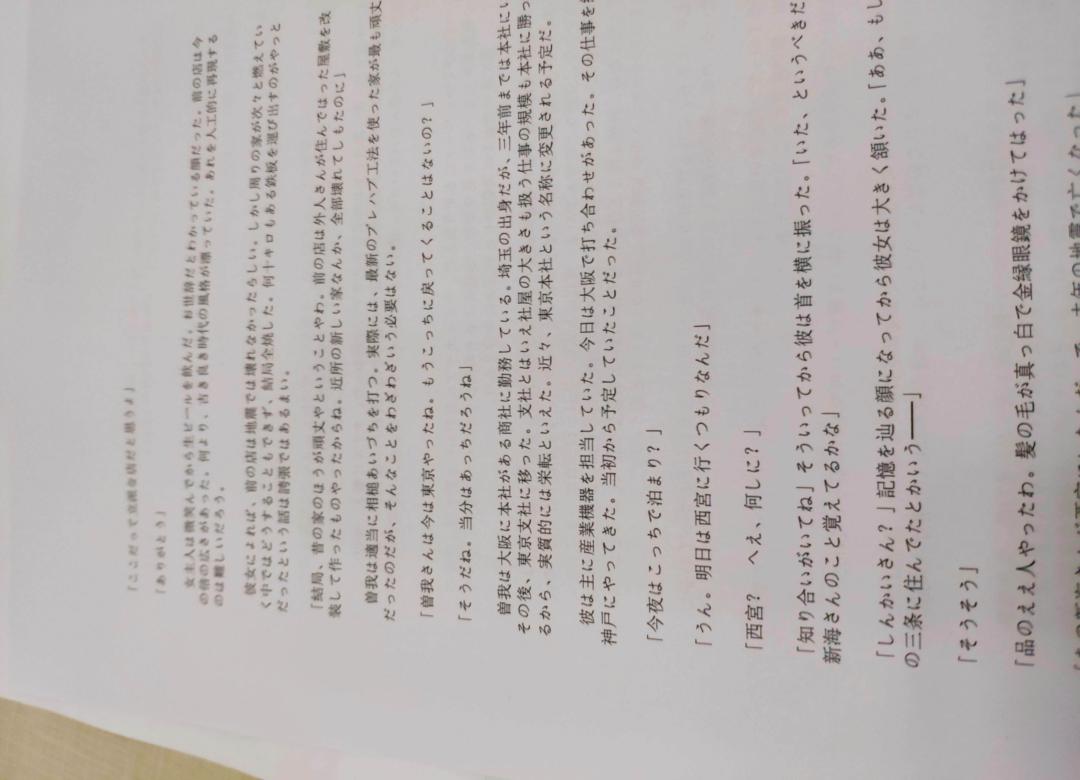 「ここだって立派な店だと思うよ」
「ありがとう」
女主人は微笑んでから生ビールを飲んだ。お世辞だとわかっている顔だった。前の店は今
の倍の広さがあった。何より、古き良き時代の風格が漂っていた。あれを人工的に再現する
のは難しいだろう。
彼女によれば、前の店は地震では壊れなかったらしい。しかし周りの家が次々と燃えてい
く中ではどうすることもできず、結局全焼した。何十キロもある鉄板を運び出すのがやっと
だったという話は誇張ではあるまい。
「結局、昔の家のほうが頑丈やということやわ。前の店は外人さんが住んではった屋敷を改
装して作ったものやったからね。近所の新しい家なんか、全部壊れてしもたのに」
曽我は適当に相槌あいづちを打つ。実際には、最新のプレハブ工法を使った家が最も頑丈
だったのだが、そんなことをわざわざいう必要はない。
「曽我さんは今は東京やったね。もうこっちに戻ってくることはないの?」
「そうだね。当分はあっちだろうね」
曽我は大阪に本社がある商社に勤務している。埼玉の出身だが、三年前までは本社にい
その後、東京支社に移った。支社とはいえ社屋の大きさも扱う仕事の規模も本社に勝っ
るから、実質的には栄転といえた。近々、東京本社という名称に変更される予定だ。
彼は主に産業機器を担当していた。今日は大阪で打ち合わせがあった。その仕事を
神戸にやってきた。当初から予定していたことだった。
「今夜はこっちで泊まり?」
「うん。明日は西宮に行くつもりなんだ」
「西宮? へえ、何しに?」
「知り合いがいてね」そういってから彼は首を横に振った。「いた、というべきだ
新海さんのこと覚えてるかな」
「しんかいさん?」記憶を辿る顔になってから彼女は大きく頷いた。「ああ、もし
の三条に住んでたとかいう――」
「そうそう」
「品のええ人やったわ。髪の毛が真っ白で金縁眼鏡をかけてはった」